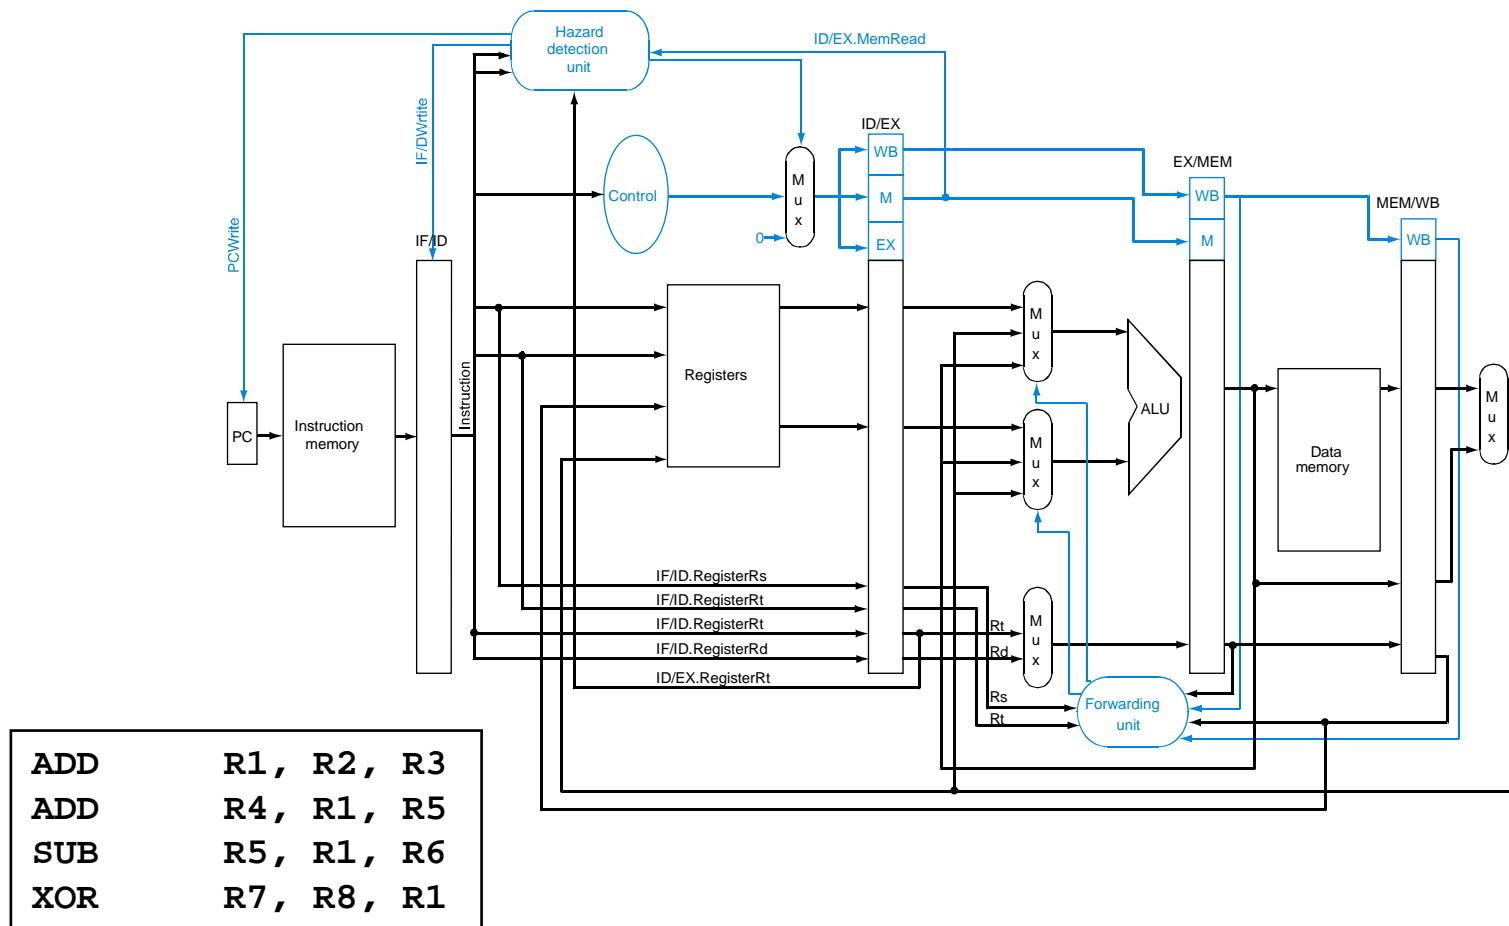 Hazard
detection
unit
ID/EX.MemRead
PCWrite
IF/DWrtite
ID/EX
WB
EX/MEM
Control
M
u
x
M
WB
MEM/WB
0
EX
M
WB
IF/ID
Instruction
Registers
M
u
x
M
u
x
ALU
PC
Instruction
memory
M
u
x
Data
memory
IF/ID.RegisterRs
IF/ID.RegisterRt
IF/ID.RegisterRt
IF/ID.RegisterRd
ID/EX.RegisterRt
Rt
Rd
M
u
x
Rs
Rt
Forwarding
unit
ADD R1, R2, R3
ADD R4, R1, R5
SUB R5, R1, R6
XOR R7, R8, R1